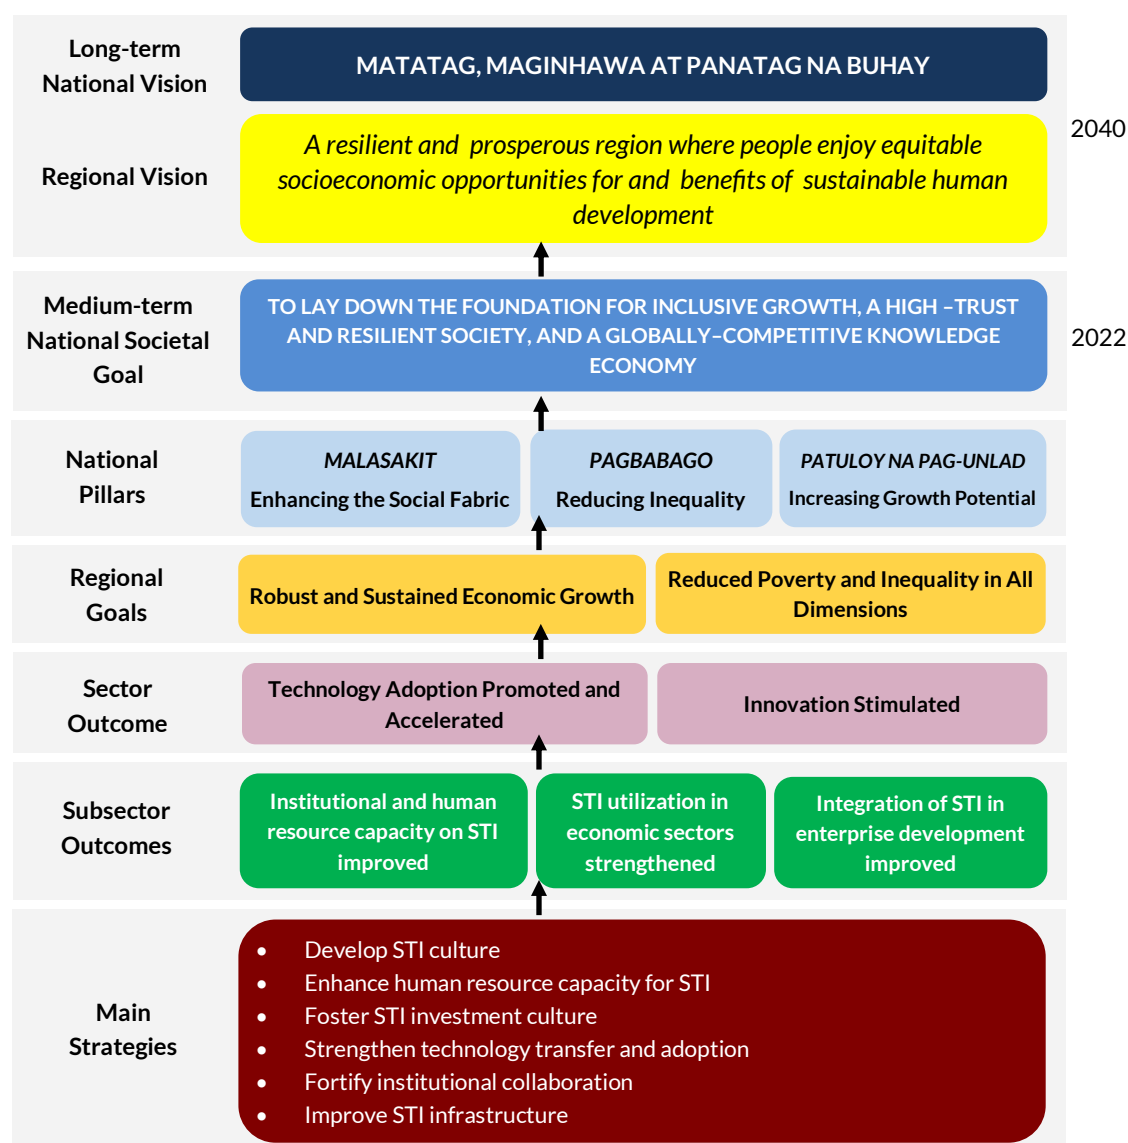 Long-term
National Vision
MATATAG, MAGINHAWA AT PANATAG NA BUHAY
2040
Regional Vision
A resilient and prosperous region where people enjoy equitable
socioeconomic opportunities for and benefits of sustainable human
development
Medium-term
National Societal
Goal
TO LAY DOWN THE FOUNDATION FOR INCLUSIVE GROWTH, A HIGH –TRUST
AND RESILIENT SOCIETY, AND A GLOBALLY–COMPETITIVE KNOWLEDGE
ECONOMY
2022
National
Pillars
MALASAKIT
Enhancing the Social Fabric
PAGBABAGO
Reducing Inequality
PATULOY NA PAG-UNLAD
Increasing Growth Potential
Regional
Goals
Robust and Sustained Economic Growth
Reduced Poverty and Inequality in All
Dimensions
Sector
Outcome
Technology Adoption Promoted and
Accelerated
Innovation Stimulated
Subsector
Outcomes
Institutional and human
resource capacity on STI
improved
STI utilization in
economic sectors
strengthened
Integration of STI in
enterprise development
improved
Main
Strategies
• Develop STI culture
• Enhance human resource capacity for STI
• Foster STI investment culture
• Strengthen technology transfer and adoption
• Fortify institutional collaboration
• Improve STI infrastructure